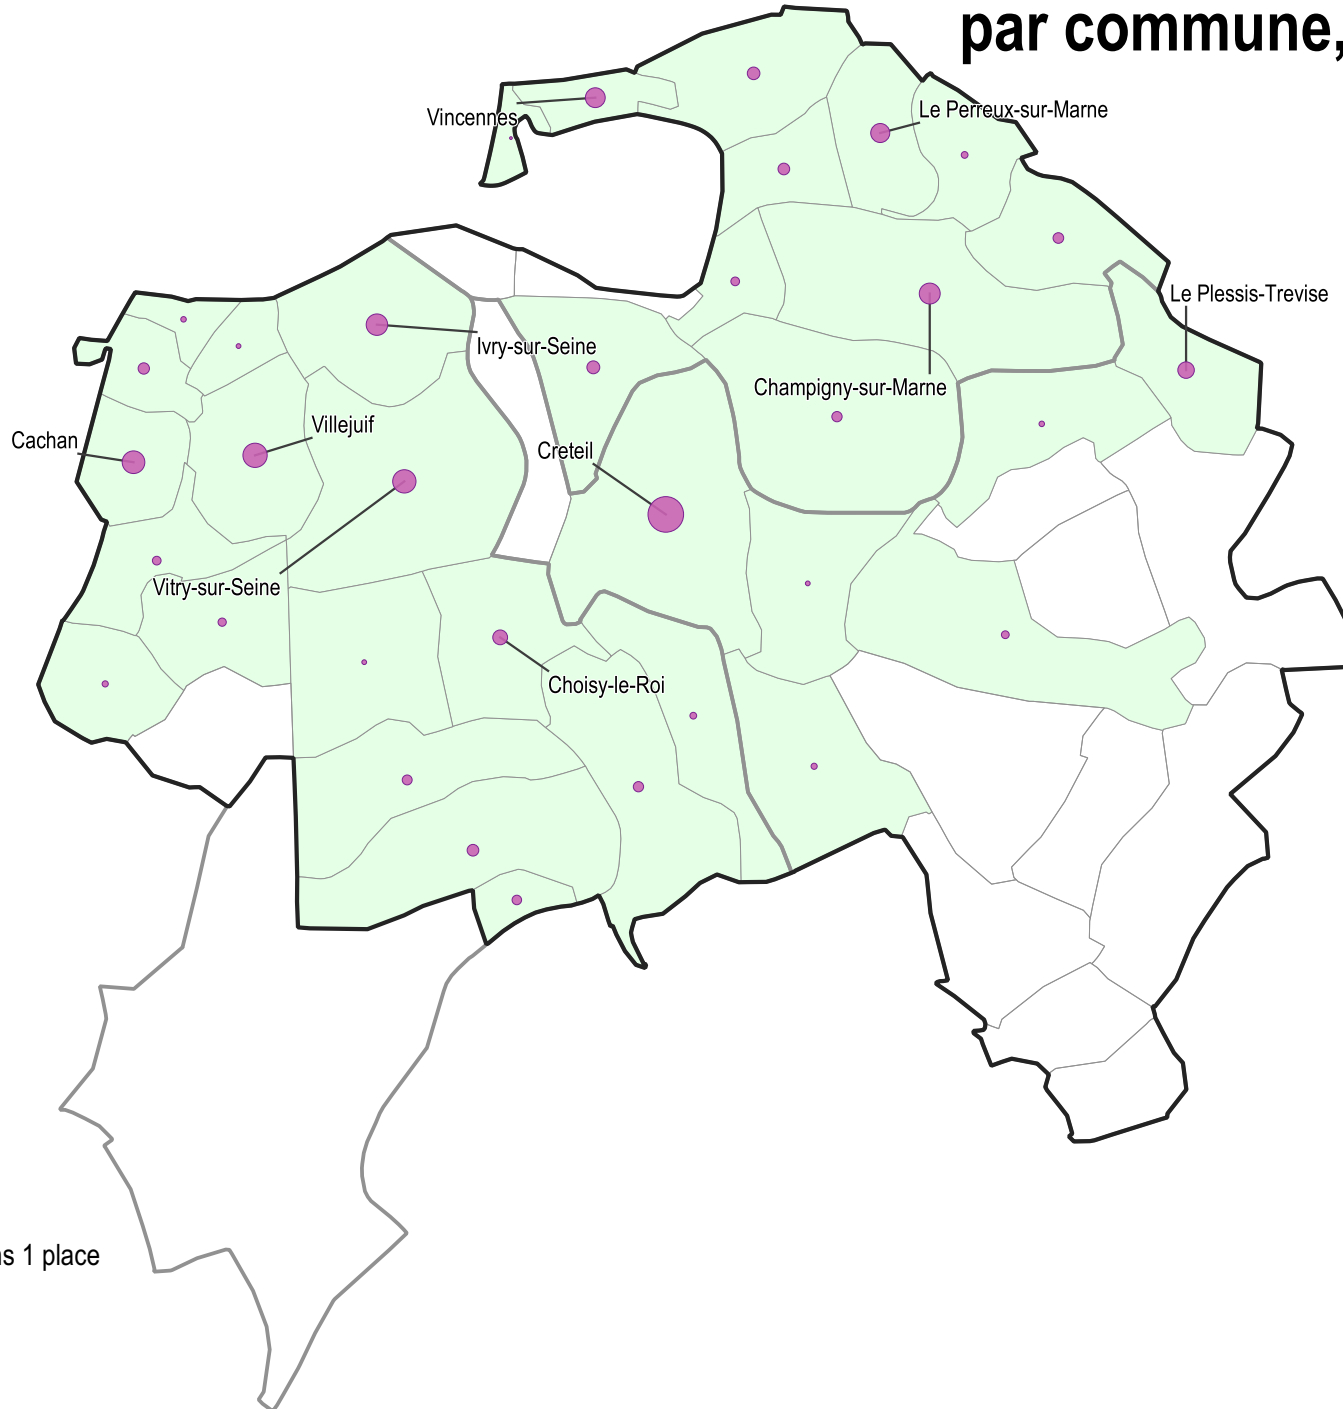 par commune,
Vincennes
Le Perreux-sur-Marne
Le Plessis-Trevise
Ivry-sur-Seine
Champigny-sur-Marne
Villejuif
Cachan
Creteil
Vitry-sur-Seine
Choisy-le-Roi
1 place